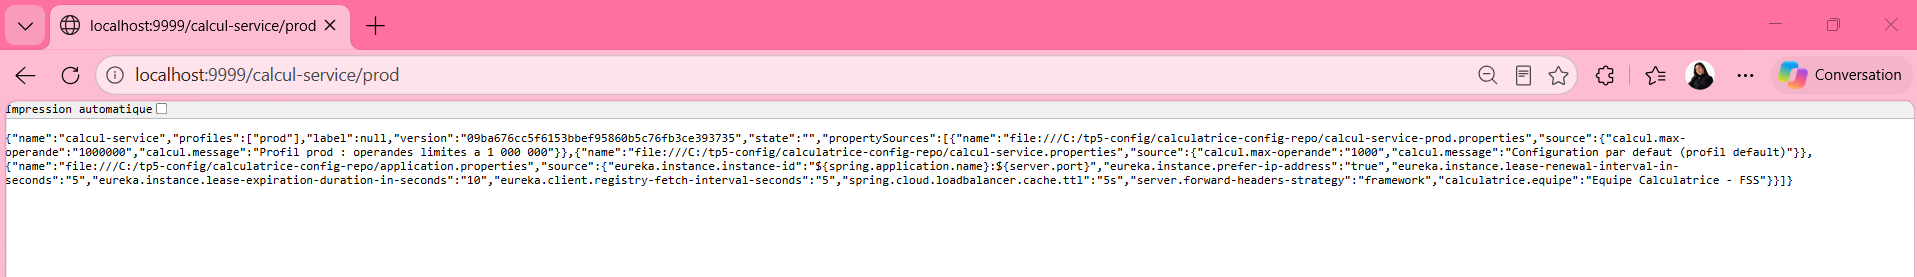 localhost:9999/calcul-service/prod
localhost:9999/calcul-service/prod
Conversation
Impression automatique
{"name":"calcul-service","profiles":["prod"],"label":null,"version":"09ba676cc5f6153bbef95860b5c76fb3ce393735","state":"","propertySources":[{"name":"file:///C:/tp5-config/calculatrice-config-repo/calcul-service-prod.properties","source":{"calcul.max-
operande":"1000000","calcul.message":"Profil prod : operandes limites a 1 000 000"}},{"name":"file:///C:/tp5-config/calculatrice-config-repo/calcul-service.properties","source":{"calcul.max-operande":"1000","calcul.message":"Configuration par defaut (profil default)"}},
{"name":"file:///C:/tp5-config/calculatrice-config-repo/application.properties","source":{"eureka.instance.instance-id":"${spring.application.name}:${server.port}","eureka.instance.prefer-ip-address":"true","eureka.instance.lease-renewal-interval-in-
seconds":"5","eureka.instance.lease-expiration-duration-in-seconds":"10","eureka.client.registry-fetch-interval-seconds":"5","spring.cloud.loadbalancer.cache.ttl":"5s","server.forward-headers-strategy":"framework","calculatrice.equipe":"Equipe Calculatrice - FSS"}}]}